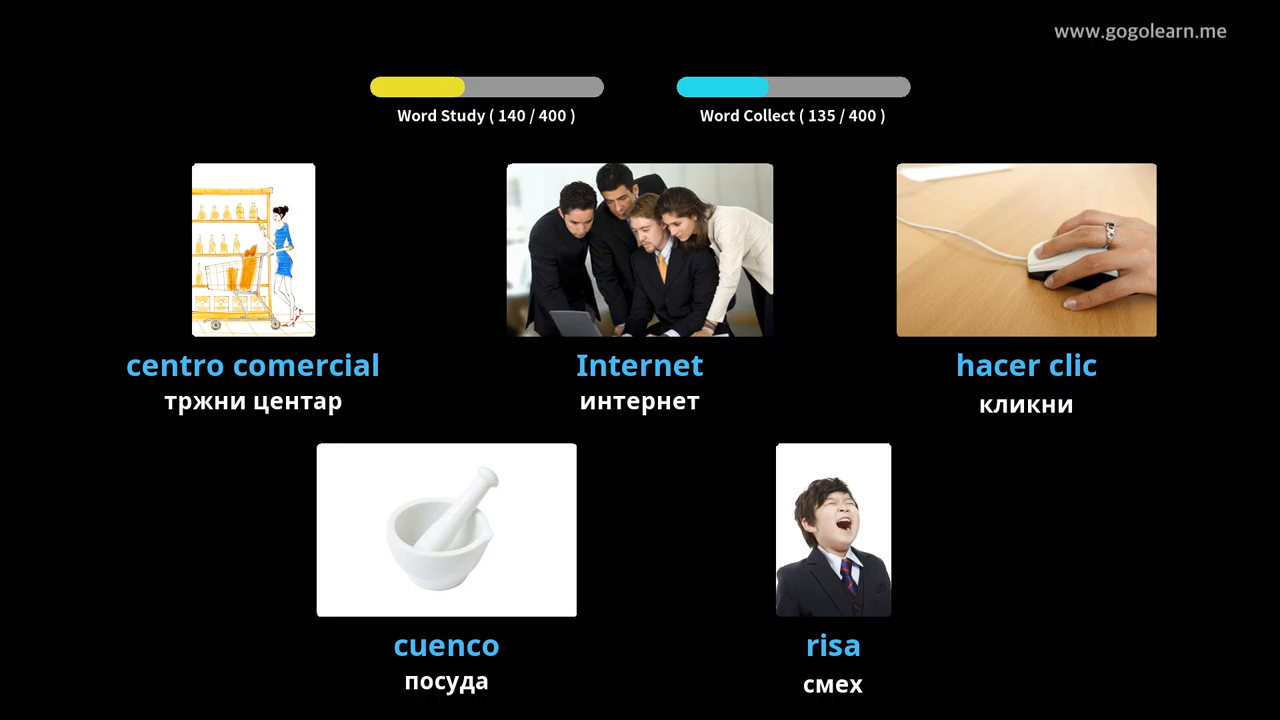 www.gogolearn.me
Word Study ( 140 / 400 )
Word Collect ( 135 / 400 )
centro comercial
тржни центар
Internet
интернет
hacer clic
кликни
cuenco
посуда
risa
смех